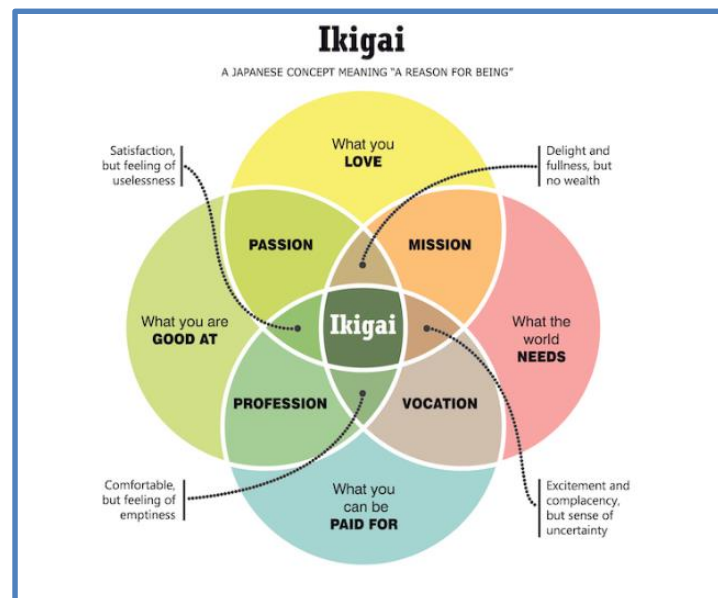 Ikigai
A JAPANESE CONCEPT MEANING "A REASON FOR BEING"
Satisfaction,
but feeling of
uselessness
What you
LOVE
Delight and
fullness, but
no wealth
PASSION
MISSION
What you are
GOOD AT
Ikigai
What the
world
NEEDS
PROFESSION
VOCATION
Comfortable,
but feeling of
emptiness
What you
can be
PAID FOR
Excitement and
complacency,
but sense of
uncertainty